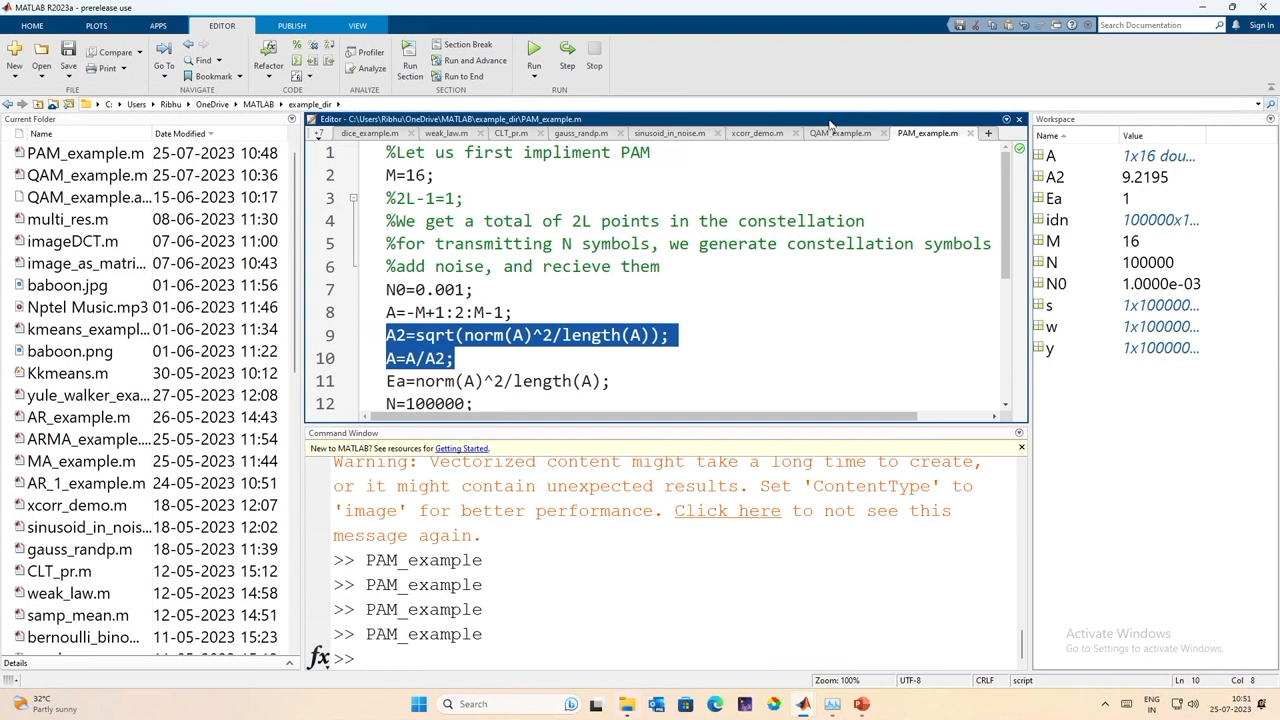 MATLAB R2023a - prerelease use
HOME PLOTS APPS EDITOR PUBLISH VIEW
Search Documentation Sign In
New Open Save Compare Print Go To Find Bookmark Refactor Profiler Analyze Run Section Section Break Run and Advance Run to End Run Step Stop
FILE NAVIGATE CODE ANALYZE SECTION RUN
C: Users Ribhu OneDrive MATLAB example_dir
Current Folder
Name Date Modified
PAM_example.m 25-07-2023 10:48
QAM_example.m 25-07-2023 10:36
QAM_example.a... 15-06-2023 10:17
multi_res.m 08-06-2023 11:30
imageDCT.m 07-06-2023 11:00
image_as_matri... 07-06-2023 10:43
baboon.jpg 01-06-2023 11:56
Nptel Music.mp3 01-06-2023 11:46
kmeans_exampl... 01-06-2023 11:34
baboon.png 01-06-2023 11:22
Kkmeans.m 30-05-2023 10:12
yule_walker_exa... 27-05-2023 12:08
AR_example.m 26-05-2023 14:43
ARMA_example.... 25-05-2023 11:54
MA_example.m 25-05-2023 11:44
AR_1_example.m 24-05-2023 10:51
xcorr_demo.m 18-05-2023 12:07
sinusoid_in_nois... 18-05-2023 12:02
gauss_randp.m 18-05-2023 11:39
CLT_pr.m 12-05-2023 15:12
weak_law.m 12-05-2023 14:58
samp_mean.m 12-05-2023 14:51
bernoulli_bino... 11-05-2023 15:23
Details
Editor - C:\Users\Ribhu\OneDrive\MATLAB\example_dir\PAM_example.m
+7 dice_example.m weak_law.m CLT_pr.m gauss_randp.m sinusoid_in_noise.m xcorr_demo.m QAM_example.m PAM_example.m
1 %Let us first impliment PAM
2 M=16;
3 %2L-1=1;
4 %We get a total of 2L points in the constellation
5 %for transmitting N symbols, we generate constellation symbols
6 %add noise, and recieve them
7 N0=0.001;
8 A=-M+1:2:M-1;
9 A2=sqrt(norm(A)^2/length(A));
10 A=A/A2;
11 Ea=norm(A)^2/length(A);
12 N=100000;
Command Window
New to MATLAB? See resources for Getting Started.
Warning: Vectorized content might take a long time to create,
or it might contain unexpected results. Set 'ContentType' to
'image' for better performance. Click here to not see this
message again.
>> PAM_example
>> PAM_example
>> PAM_example
>> PAM_example
fx >>
Workspace
Name Value
A 1x16 dou...
A2 9.2195
Ea 1
idn 100000x1...
M 16
N 100000
N0 1.0000e-03
s 1x100000...
w 1x100000...
y 1x100000...
Activate Windows
Go to Settings to activate Windows.
Zoom: 100% UTF-8 CRLF script Ln 10 Col 8
32°C
Partly sunny
Search
ENG
IN
10:51
25-07-2023